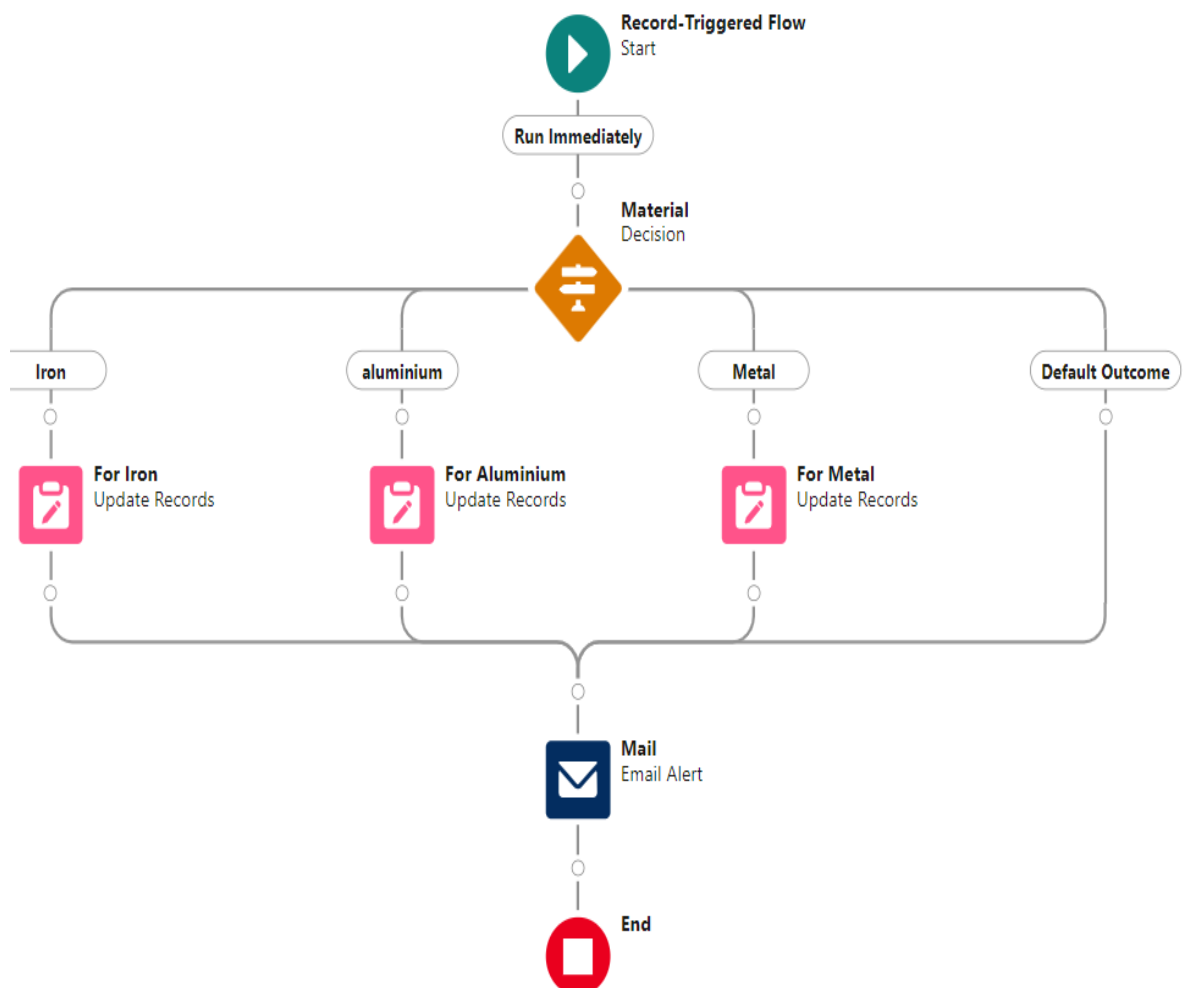 Record-Triggered Flow
Start
Run Immediately
Material
Decision
Iron
aluminium
Metal
Default Outcome
For Iron
Update Records
For Aluminium
Update Records
For Metal
Update Records
Mail
Email Alert
End